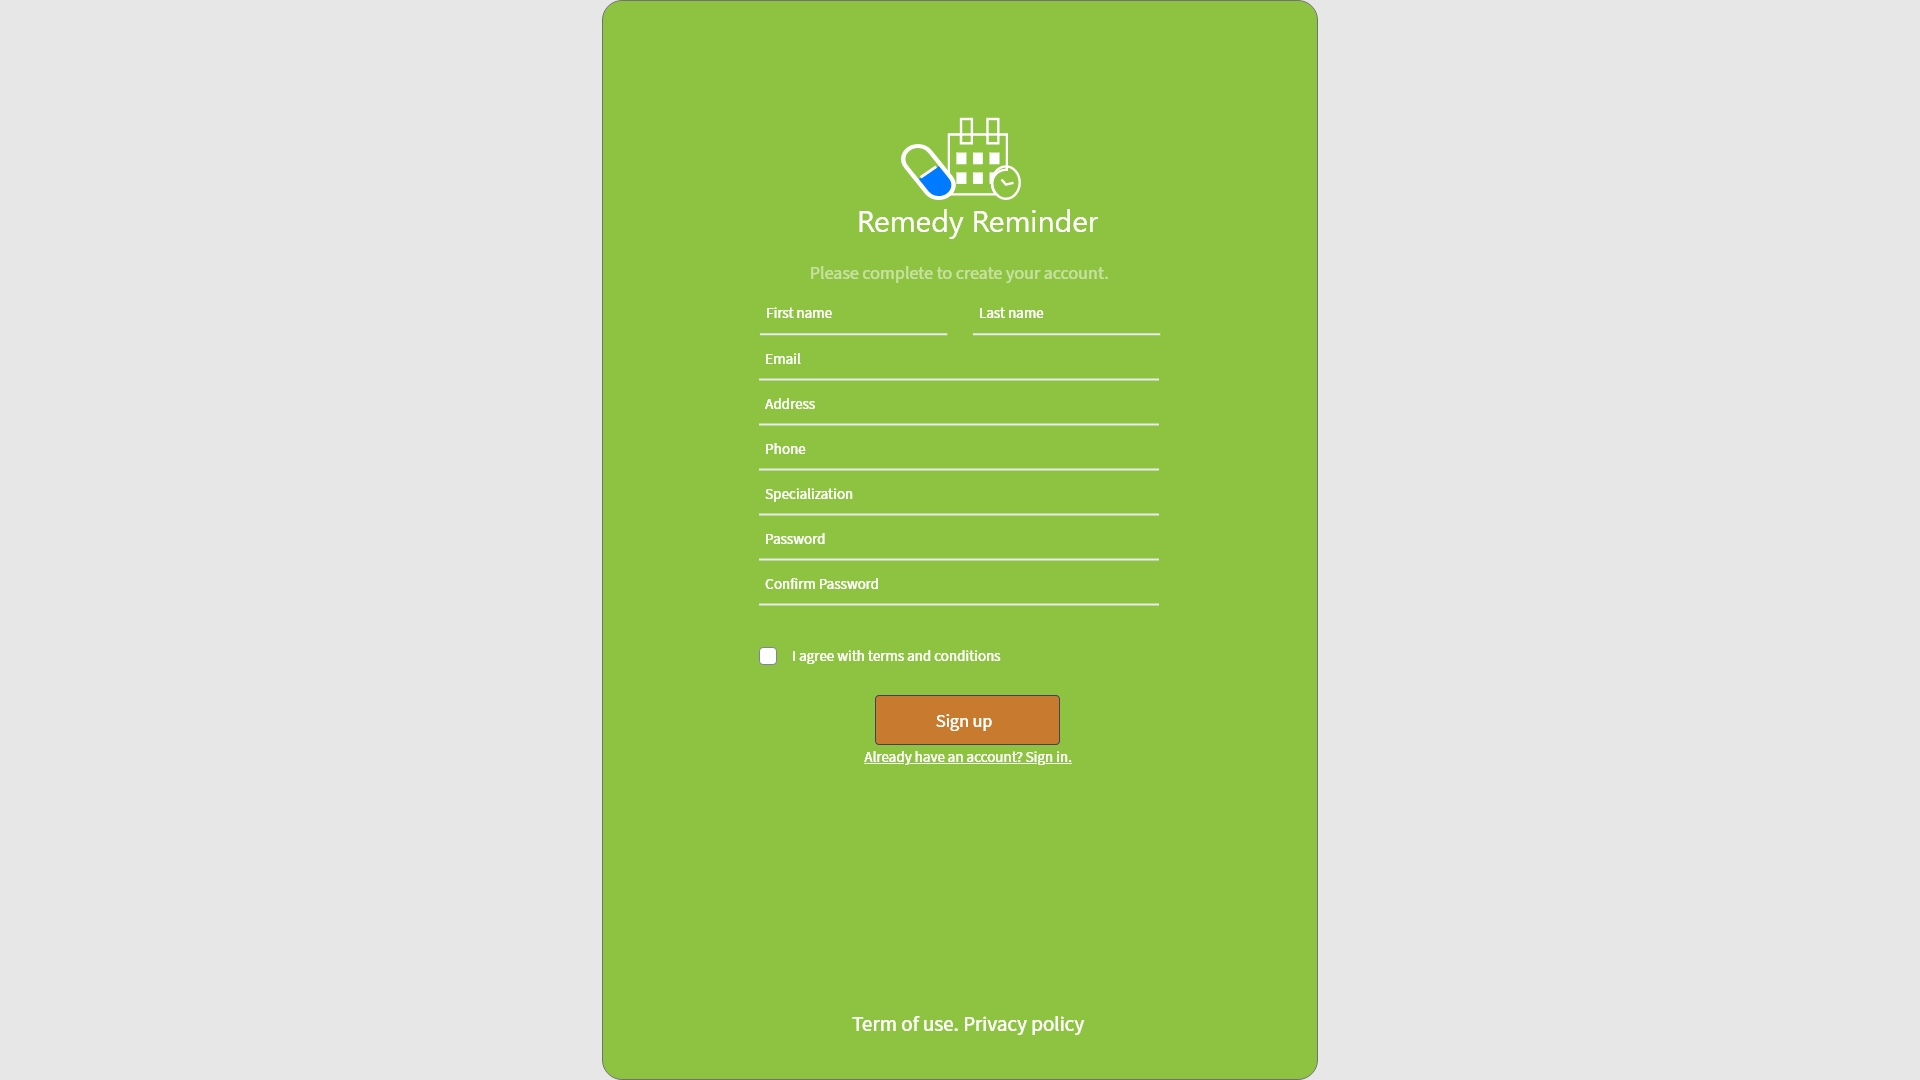 Remedy Reminder
Please complete to create your account.
First name Last name
Email
Address
Phone
Specialization
Password
Confirm Password
I agree with terms and conditions
Sign up
Already have an account? Sign in.
Term of use. Privacy policy